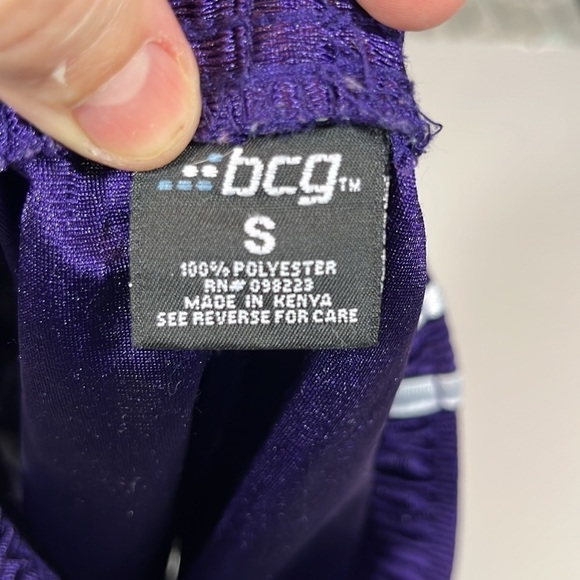 bcg™
S
100% POLYESTER
RN# 098223
MADE IN KENYA
SEE REVERSE FOR CARE